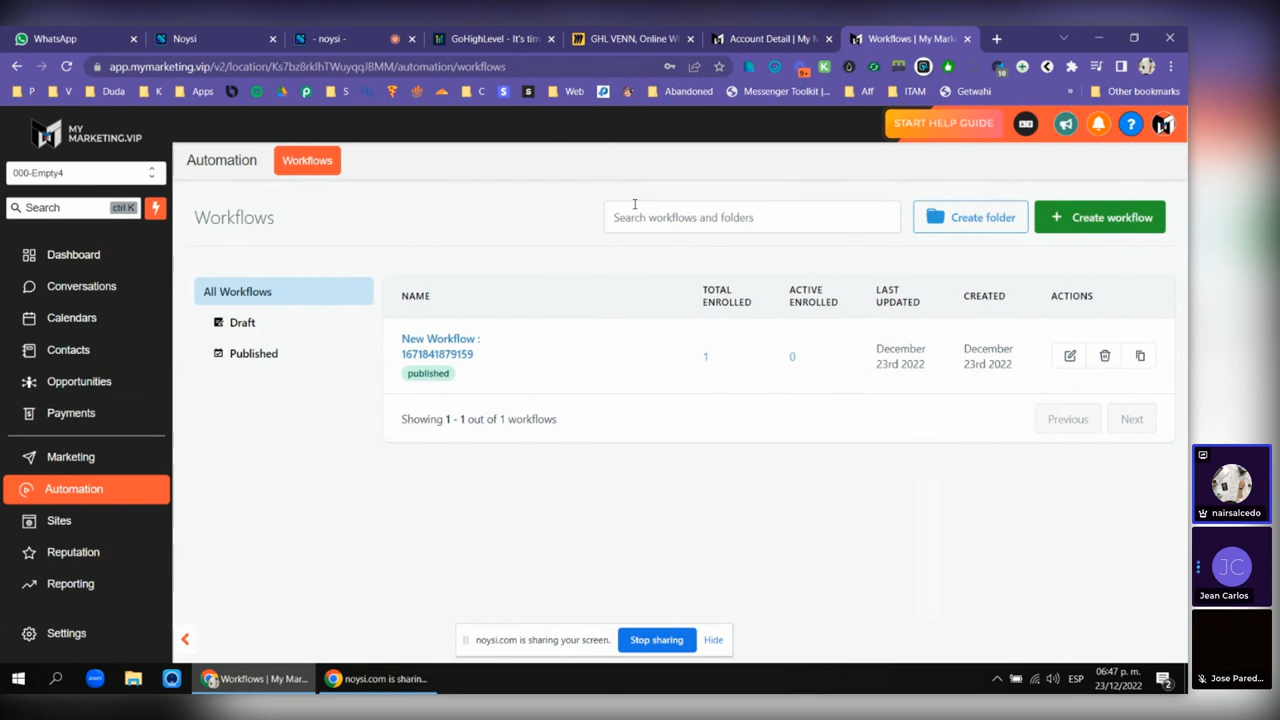 WhatsApp
Noysi
- noysi -
GoHighLevel - It's tim
GHL VENN, Online W
Account Detail | My M
Workflows | My Mark
app.mymarketing.vip/v2/location/Ks7bz8rkIhTWuyqqJBMM/automation/workflows
P
V
Duda
K
Apps
S
C
Web
Abandoned
Messenger Toolkit |...
Aff
ITAM
Getwahi
»
Other bookmarks
9+
10
MY
MARKETING.VIP
START HELP GUIDE
000-Empty4
Search
ctrl K
Dashboard
Conversations
Calendars
Contacts
Opportunities
Payments
Marketing
Automation
Sites
Reputation
Reporting
Settings
Automation
Workflows
Workflows
Search workflows and folders
Create folder
+ Create workflow
All Workflows
Draft
Published
NAME
TOTAL
ENROLLED
ACTIVE
ENROLLED
LAST
UPDATED
CREATED
ACTIONS
New Workflow :
1671841879159
published
1
0
December
23rd 2022
December
23rd 2022
Showing 1 - 1 out of 1 workflows
Previous
Next
noysi.com is sharing your screen.
Stop sharing
Hide
nairsalcedo
JC
Jean Carlos
Jose Pared...
zoom
Workflows | My Mar...
noysi.com is sharin...
ESP
06:47 p. m.
23/12/2022
2